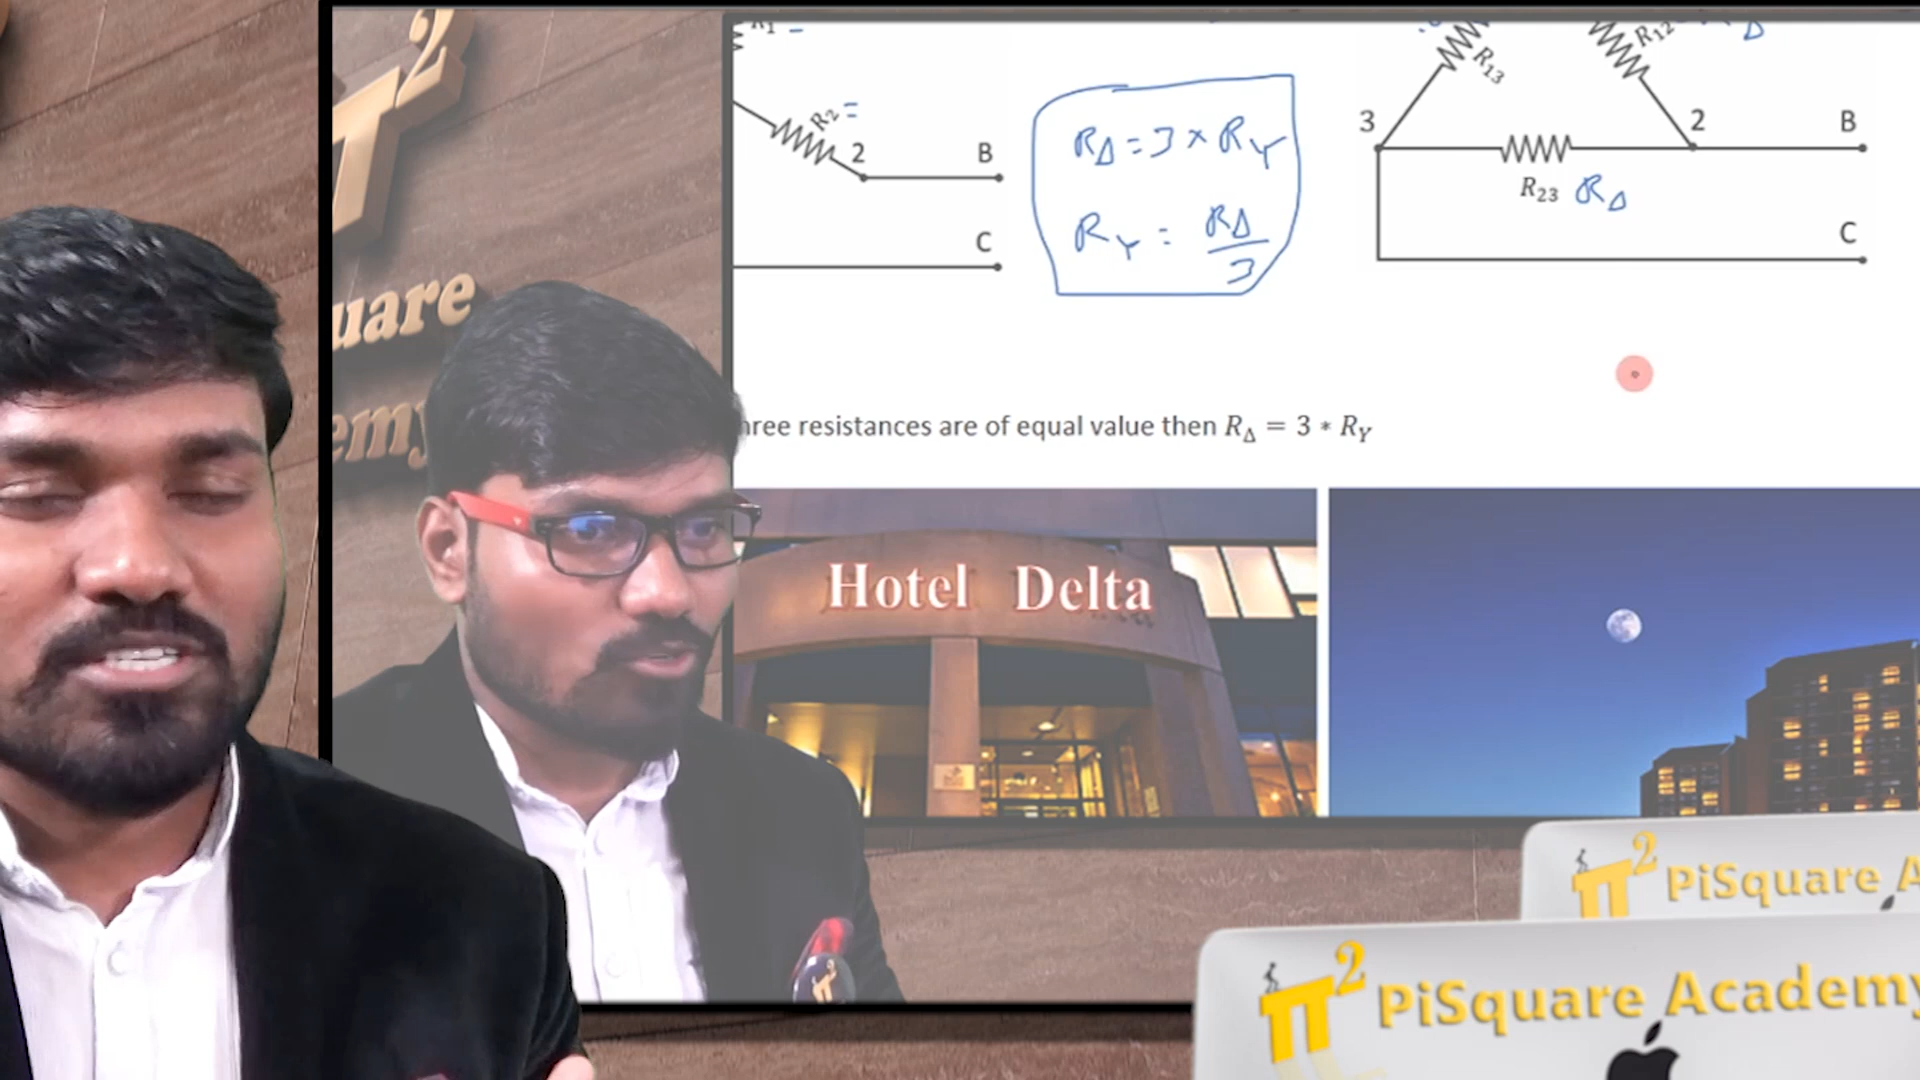 π²
uare
emy
R₂ =
2
B
C
R_Δ = 3 × R_Y
R_Y = R_Δ / 3
R₁₃
R₁₂
3
2
B
R₂₃ R_Δ
C
hree resistances are of equal value then R_Δ = 3 * R_Y
Hotel Delta
π² PiSquare A
π² PiSquare Academy